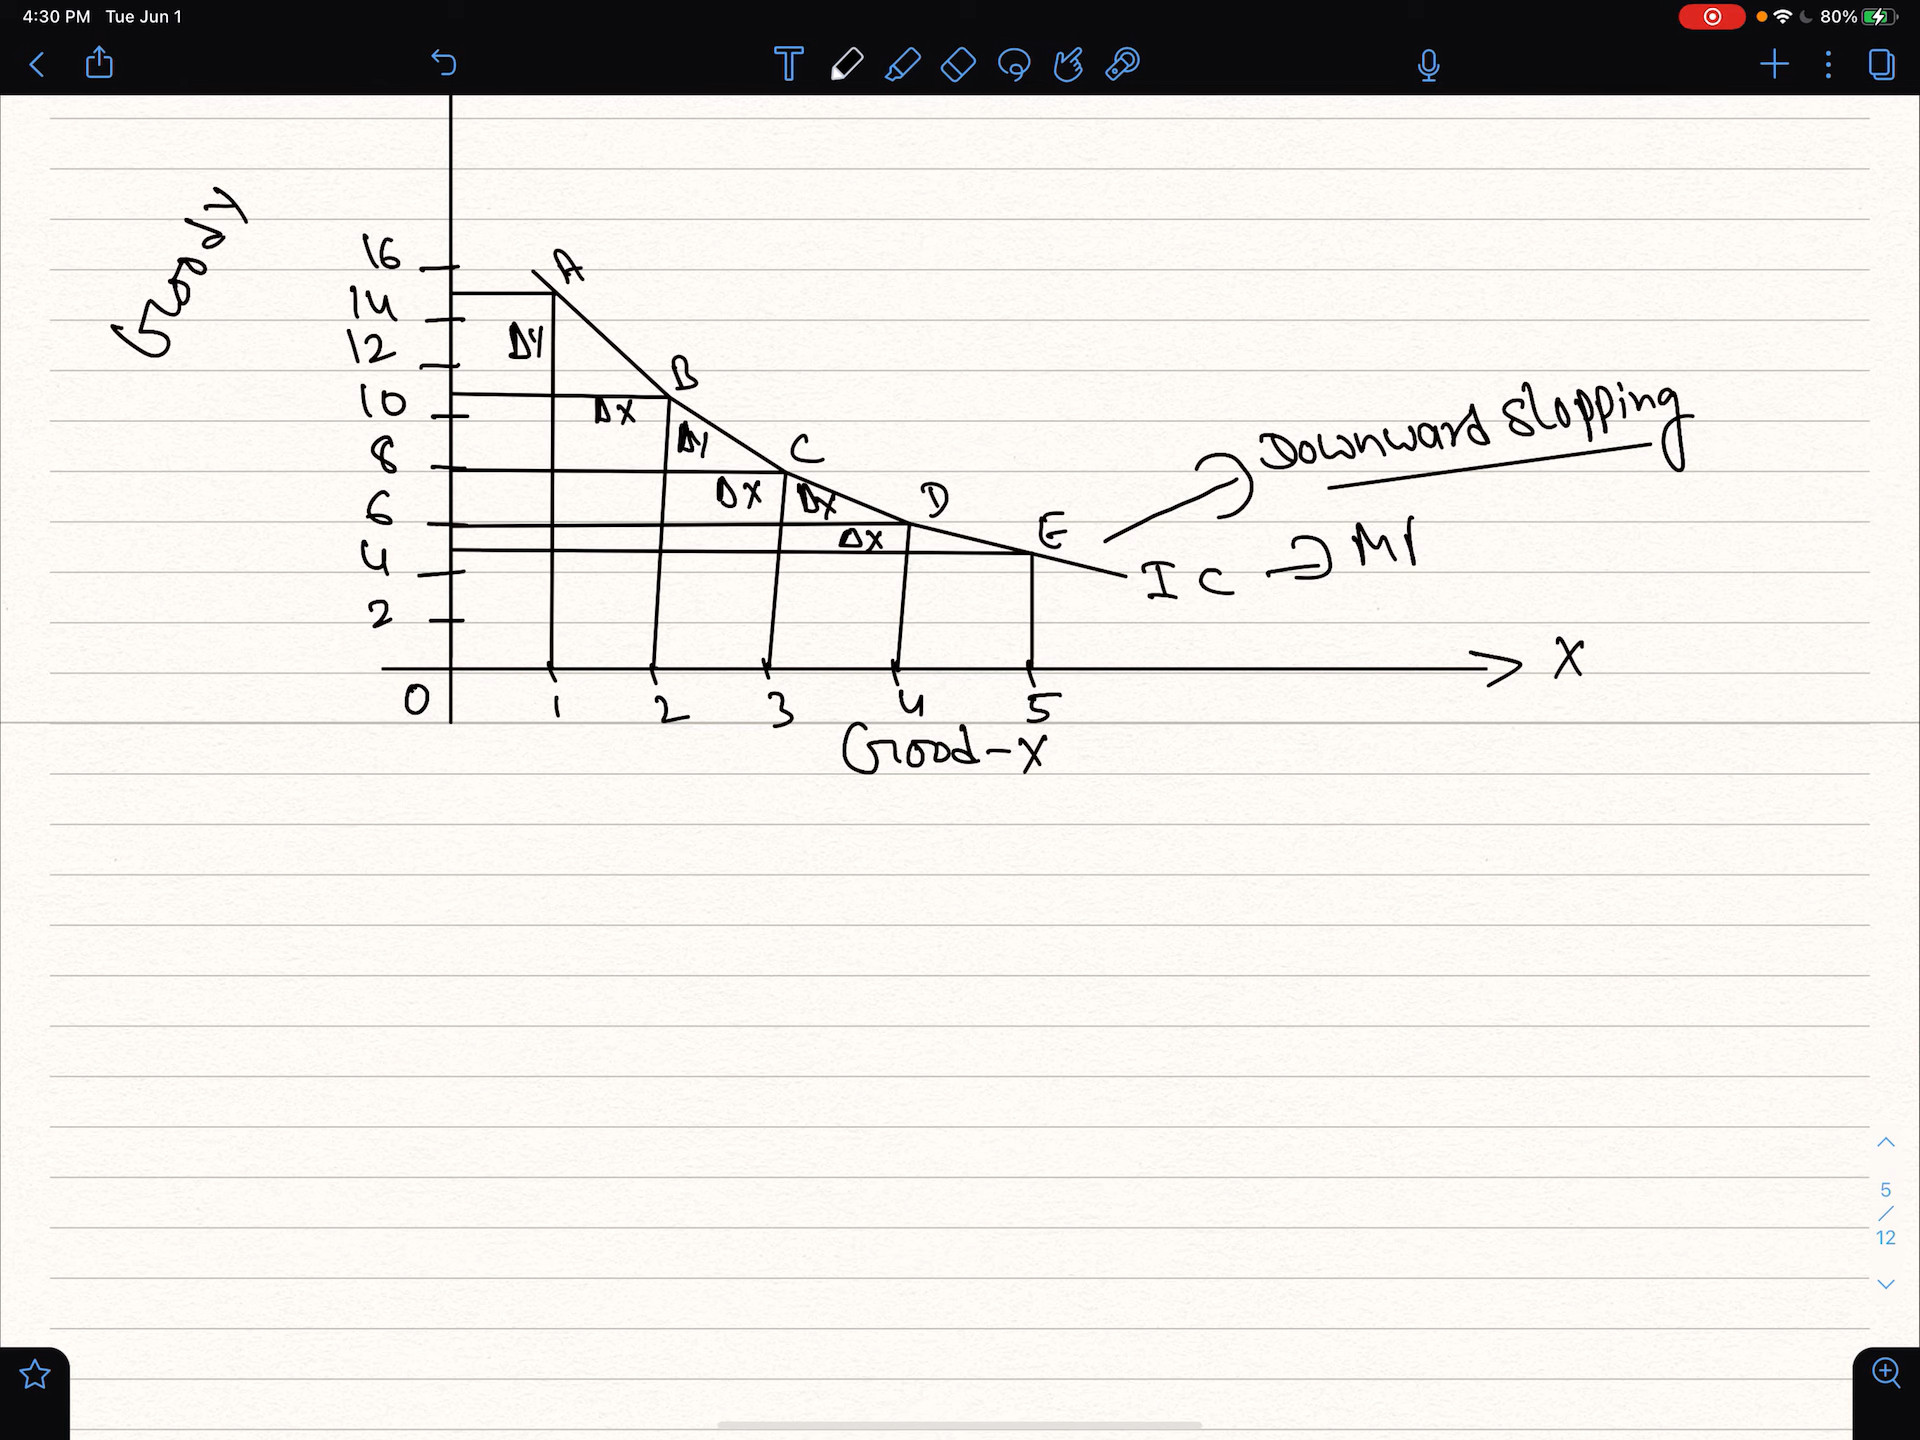 4:30 PM Tue Jun 1
80%
T
Good y
16
14
12
10
8
6
4
2
0
A
B
C
D
E
ΔY
ΔX
ΔY
ΔX
ΔX
ΔX
Downward Slopping
IC
X
1 2 3 4 5
Good-X
5
/
12